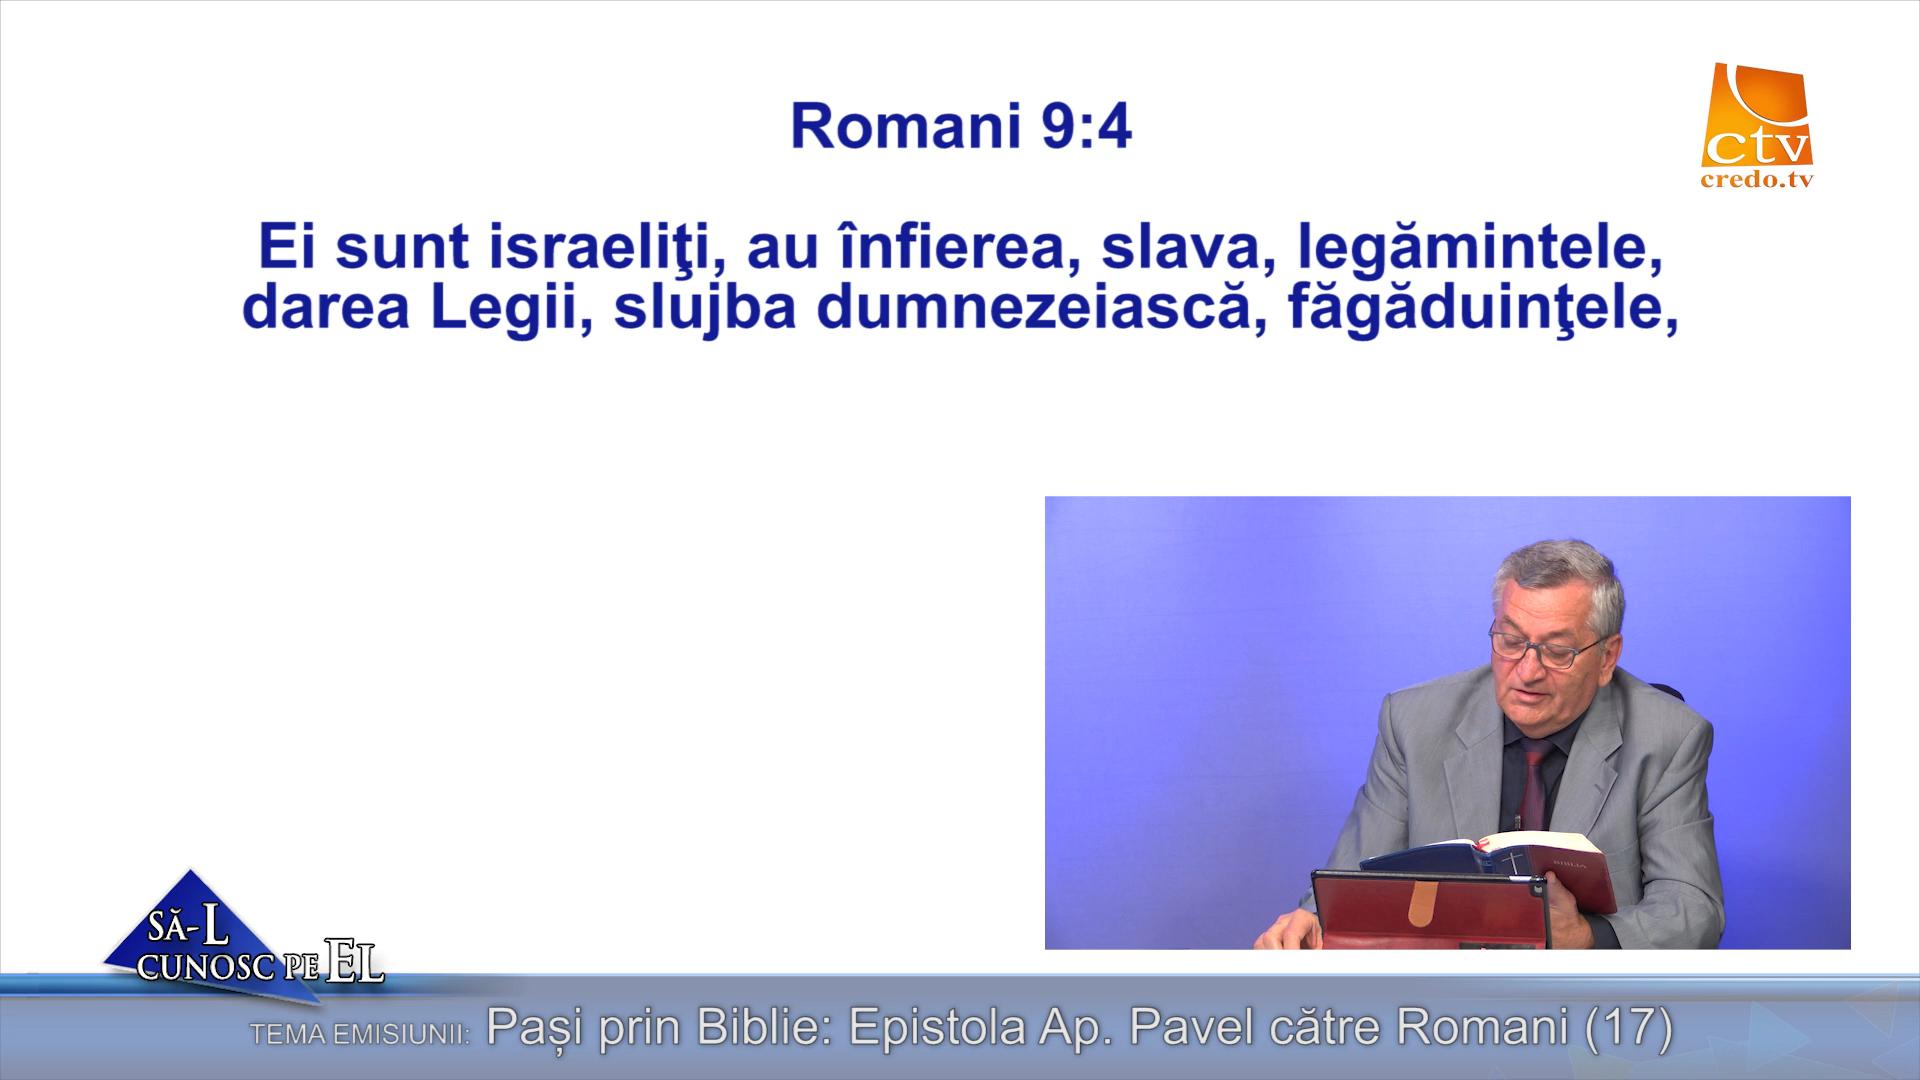 Romani 9:4
ctv
credo.tv
Ei sunt israeliţi, au înfierea, slava, legămintele,
darea Legii, slujba dumnezeiască, făgăduinţele,
BIBLIA
SĂ-L
CUNOSC PE EL
TEMA EMISIUNII: Pași prin Biblie: Epistola Ap. Pavel către Romani (17)